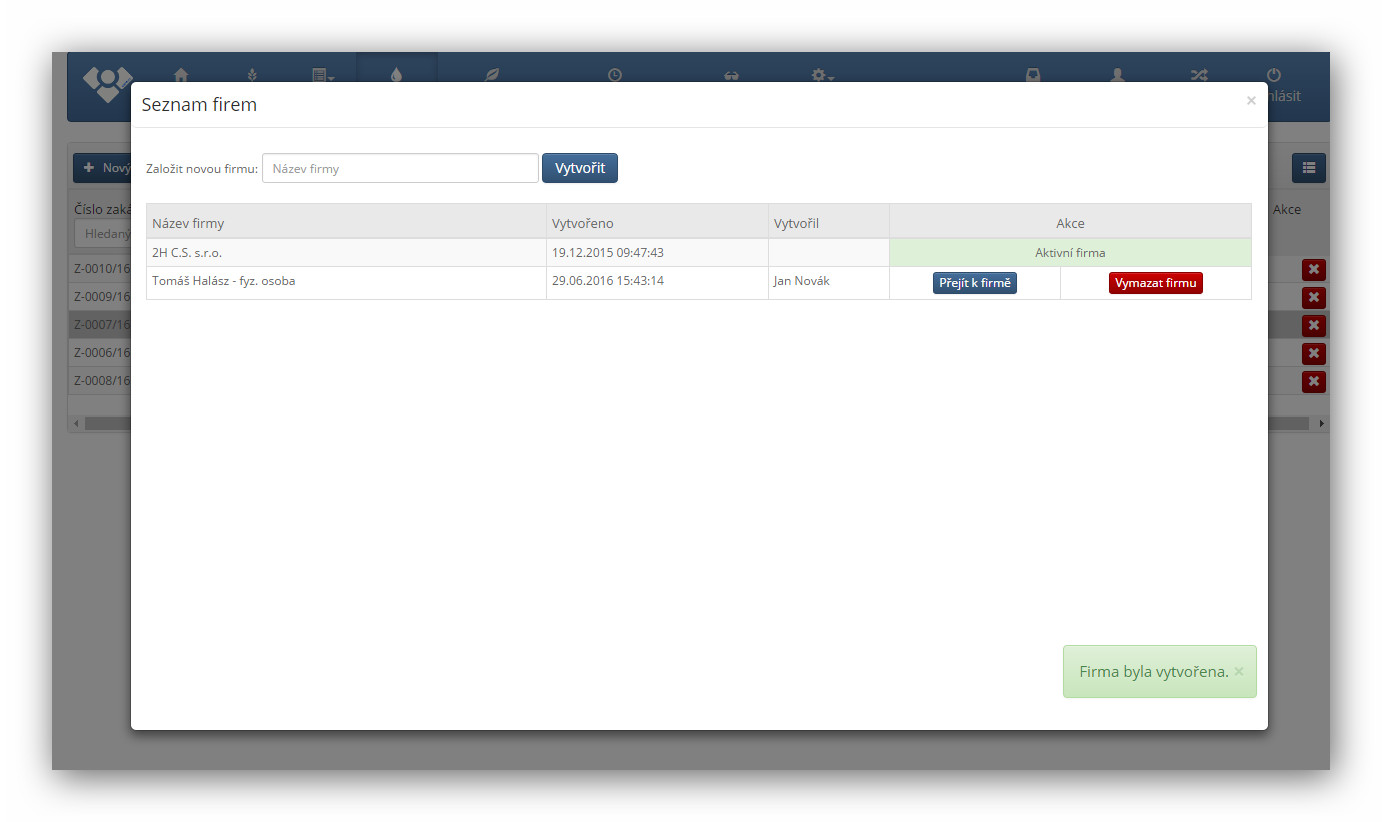 hlásit
Seznam firem
Nový
Založit novou firmu: Název firmy Vytvořit
Číslo zaká
Akce
Hledaný
Název firmy Vytvořeno Vytvořil Akce
2H C.S. s.r.o. 19.12.2015 09:47:43 Aktivní firma
Z-0010/16
Tomáš Halász - fyz. osoba 29.06.2016 15:43:14 Jan Novák Přejít k firmě Vymazat firmu
Z-0009/16
Z-0007/16
Z-0006/16
Z-0008/16
Firma byla vytvořena.